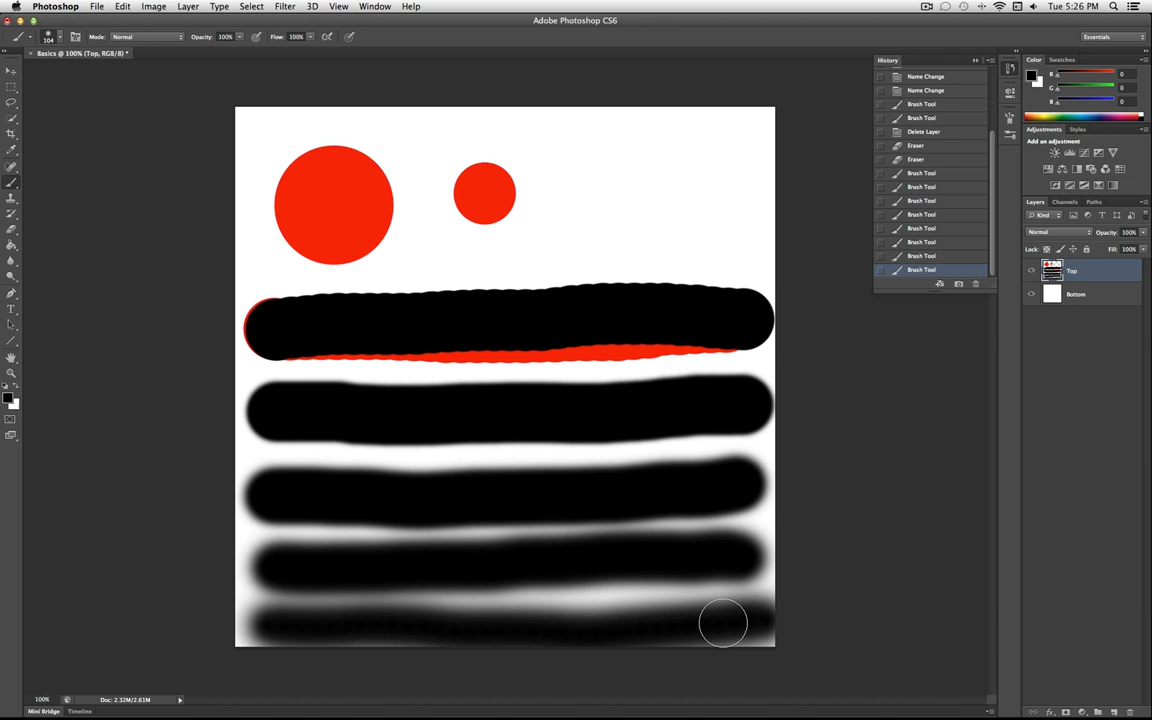 Photoshop File Edit Image Layer Type Select Filter 3D View Window Help Tue 5:26 PM
Adobe Photoshop CS6
104 Mode: Normal Opacity: 100% Flow: 100% Essentials
Basics @ 100% (Top, RGB/8) *
History
Name Change
Name Change
Brush Tool
Brush Tool
Delete Layer
Eraser
Eraser
Brush Tool
Brush Tool
Brush Tool
Brush Tool
Brush Tool
Brush Tool
Brush Tool
Brush Tool
Color Swatches
R 0
G 0
B 0
Adjustments Styles
Add an adjustment
Layers Channels Paths
Kind
Normal Opacity: 100%
Lock: Fill: 100%
Top
Bottom
100% Doc: 2.32M/2.61M
Mini Bridge Timeline